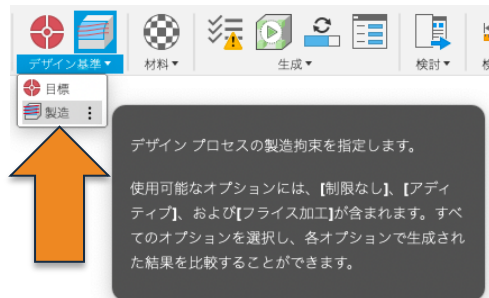 デザイン基準▼ 材料▼ 生成▼ 検討▼
目標
製造
デザイン プロセスの製造拘束を指定します。
使用可能なオプションには、[制限なし]、[アディ
ティブ]、および[フライス加工]が含まれます。すべ
てのオプションを選択し、各オプションで生成され
た結果を比較することができます。